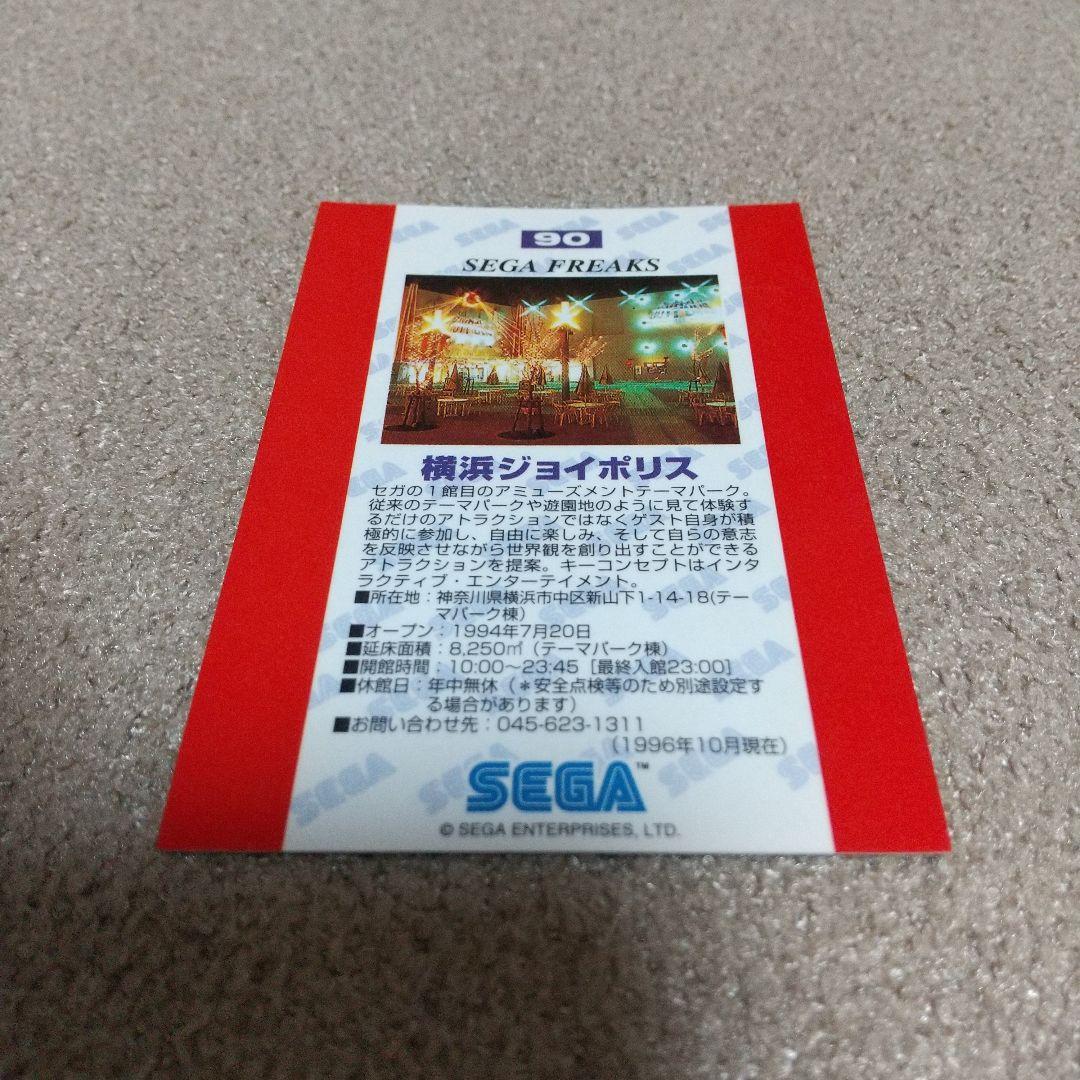 90
SEGA FREAKS
横浜ジョイポリス
セガの1館目のアミューズメントテーマパーク。
従来のテーマパークや遊園地のように見て体験す
るだけのアトラクションではなくゲスト自身が積
極的に参加し、自由に楽しみ、そして自らの意志
を反映させながら世界観を創り出すことができる
アトラクションを提案。キーコンセプトはインタ
ラクティブ・エンターテイメント。
■所在地：神奈川県横浜市中区新山下1-14-18(テー
マパーク棟)
■オープン：1994年7月20日
■延床面積：8,250㎡（テーマパーク棟）
■開館時間：10:00〜23:45［最終入館23:00］
■休館日：年中無休（＊安全点検等のため別途設定す
る場合があります）
■お問い合わせ先：045-623-1311
（1996年10月現在）
SEGA™
© SEGA ENTERPRISES, LTD.